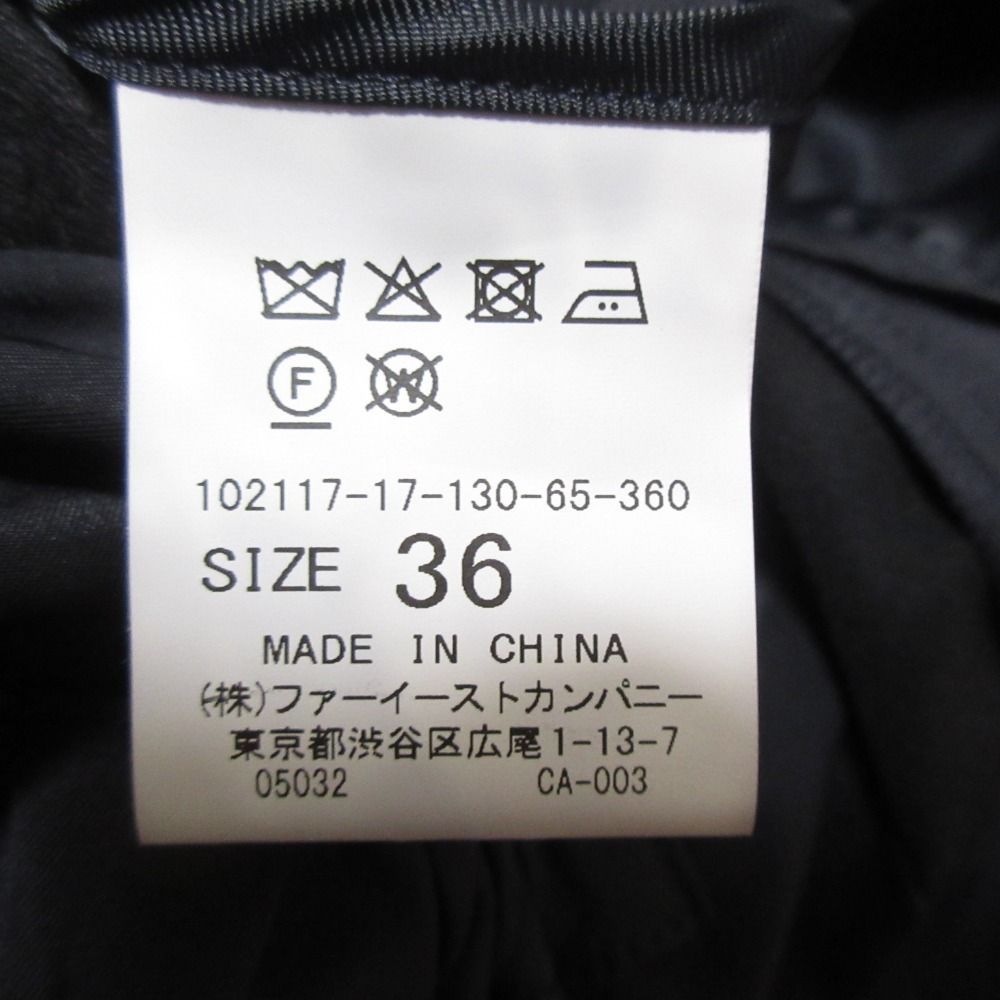 F W
102117-17-130-65-360
SIZE 36
MADE IN CHINA
(株)ファーイーストカンパニー
東京都渋谷区広尾1-13-7
05032 CA-003